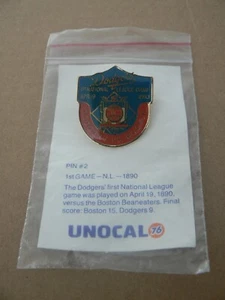 Dodgers
PIN #2
1st GAME – N.L. – 1890
The Dodgers' first National League
game was played on April 19, 1890,
versus the Boston Beaneaters. Final
score: Boston 15, Dodgers 9.
UNOCAL 76